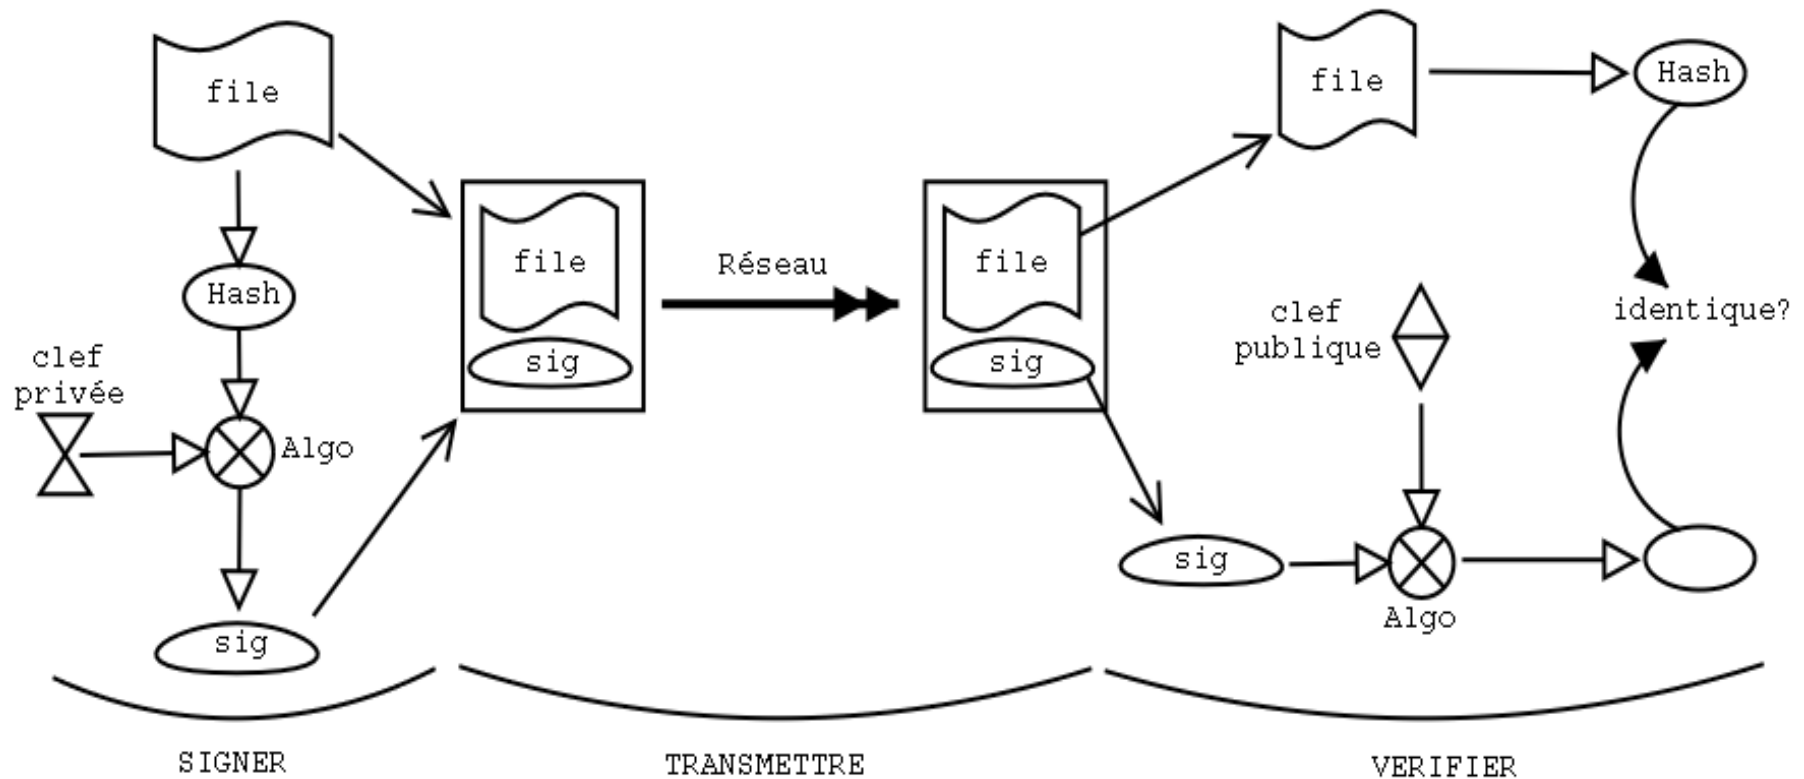 file
Hash
clef
privée
Algo
sig
file
sig
Réseau
file
sig
file
Hash
clef
publique
identique?
sig
Algo
SIGNER
TRANSMETTRE
VERIFIER